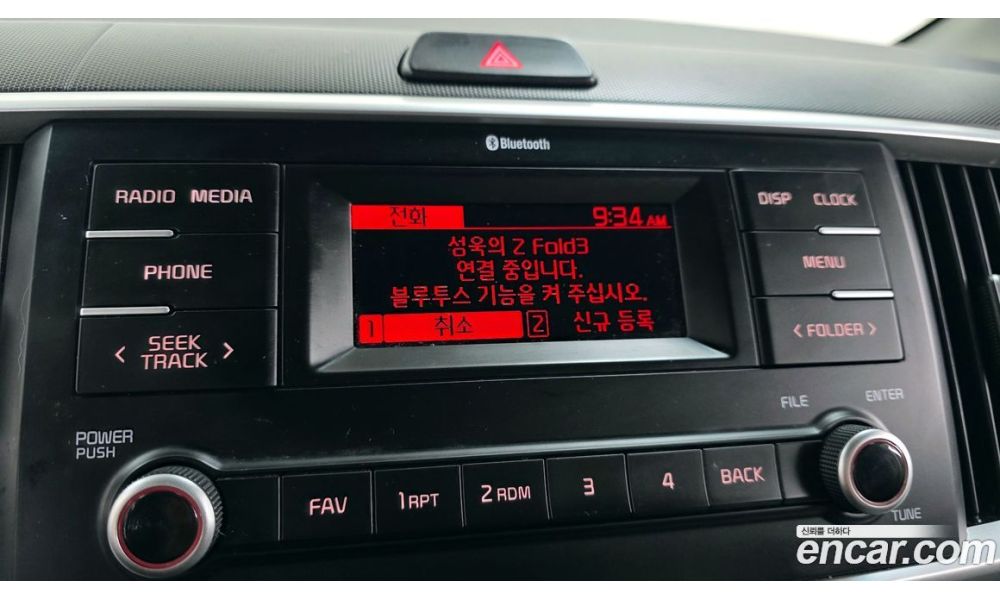 Bluetooth
RADIO MEDIA
DISP CLOCK
전화 9:34 AM
섬옥의 Z Fold3
연결 중입니다.
블루투스 기능을 켜 주십시오.
1 취소 2 신규 등록
PHONE
MENU
< SEEK TRACK >
< FOLDER >
FILE
ENTER
POWER
PUSH
FAV
1 RPT
2 RDM
3
4
BACK
TUNE
신뢰를 더하다
encar.com